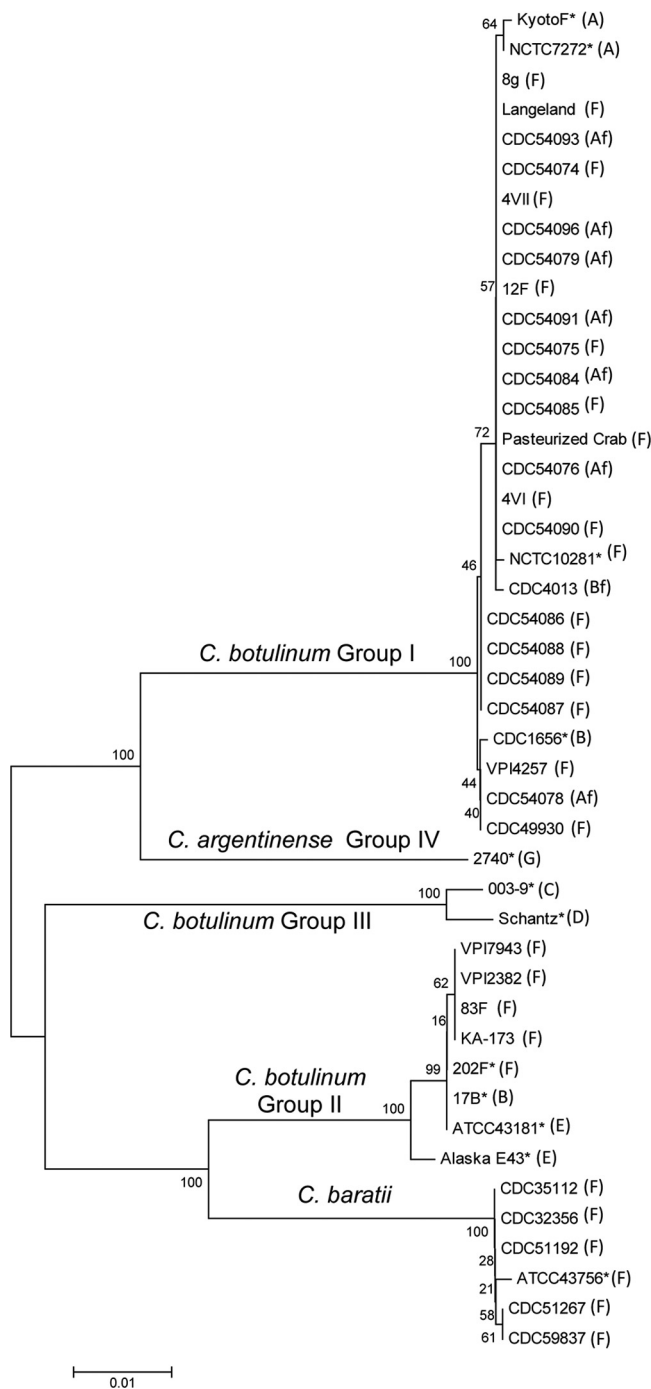 64
KyotoF* (A)
NCTC7272* (A)
8g (F)
Langeland (F)
CDC54093 (Af)
CDC54074 (F)
4VII (F)
CDC54096 (Af)
CDC54079 (Af)
57
12F (F)
CDC54091 (Af)
CDC54075 (F)
CDC54084 (Af)
CDC54085 (F)
72
Pasteurized Crab (F)
CDC54076 (Af)
4VI (F)
CDC54090 (F)
46
NCTC10281* (F)
CDC4013 (Bf)
CDC54086 (F)
C. botulinum Group I
100
CDC54088 (F)
CDC54089 (F)
CDC54087 (F)
100
CDC1656* (B)
VPI4257 (F)
44
CDC54078 (Af)
40
CDC49930 (F)
C. argentinense Group IV
2740* (G)
100
003-9* (C)
C. botulinum Group III
Schantz* (D)
VPI7943 (F)
62
VPI2382 (F)
16
83F (F)
KA-173 (F)
99
202F* (F)
C. botulinum
Group II
17B* (B)
100
ATCC43181* (E)
Alaska E43* (E)
100
C. baratii
CDC35112 (F)
100
CDC32356 (F)
28
CDC51192 (F)
21
ATCC43756* (F)
58
CDC51267 (F)
61
CDC59837 (F)
0.01